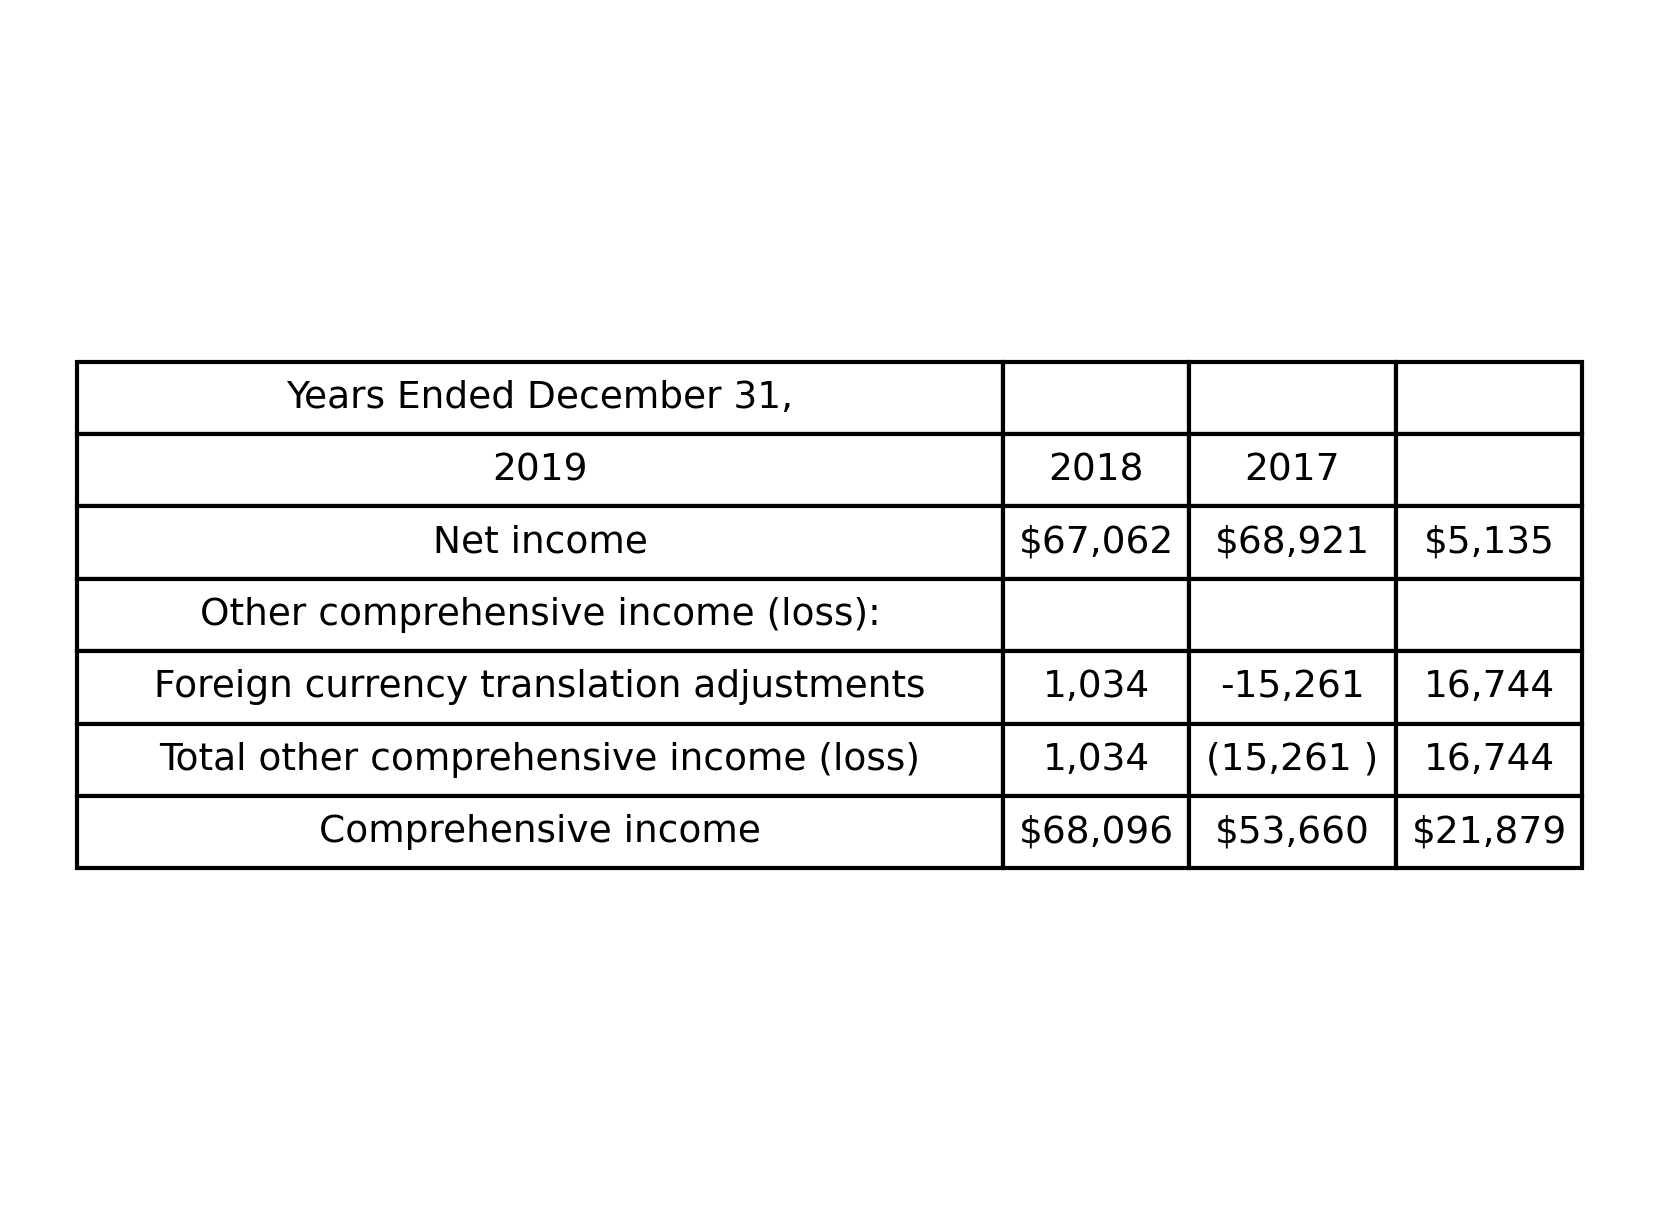 Years Ended December 31,
2019 2018 2017
Net income $67,062 $68,921 $5,135
Other comprehensive income (loss):
Foreign currency translation adjustments 1,034 -15,261 16,744
Total other comprehensive income (loss) 1,034 (15,261 ) 16,744
Comprehensive income $68,096 $53,660 $21,879